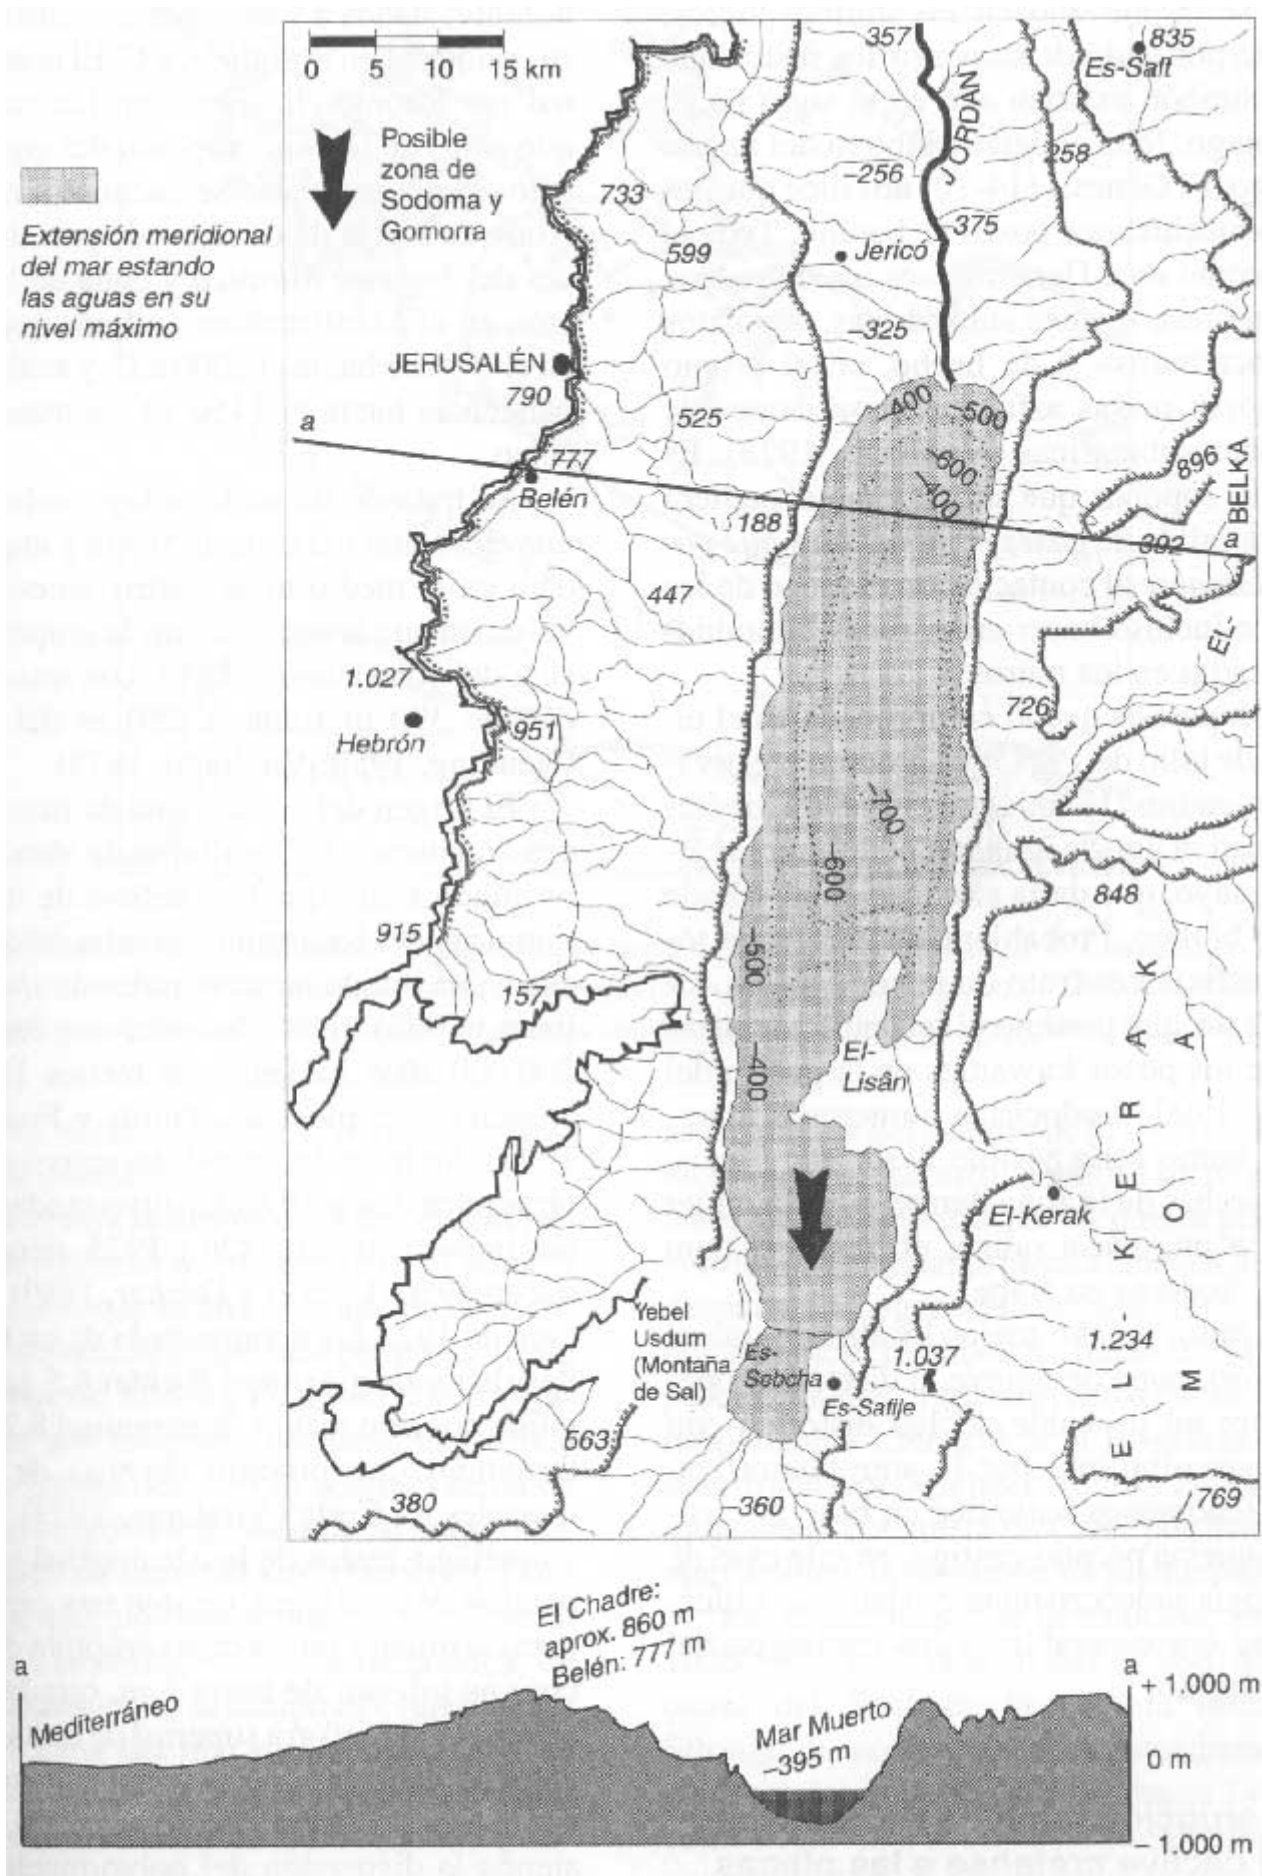 0 5 10 15 km
Posible
zona de
Sodoma y
Gomorra
Extensión meridional
del mar estando
las aguas en su
nivel máximo
357
835
Es-Salt
JORDAN
258
–256
733
375
599
Jericó
325
JERUSALÉN
790
–400
–500
525
a
–600
896
777
–400
Belén
188
392
a
EL BELKA
447
1.027
726
951
Hebrón
–700
–600
848
915
–500
157
El-
Lisân
–400
El-Kerak
EL KERAK
MOA
Yebel
Usdum
(Montaña
de Sal)
Es-
Sebcha
1.037
1.234
Es-Safije
563
380
–360
769
El Chadre:
aprox. 860 m
Belén: 777 m
a
a
+ 1.000 m
Mediterráneo
Mar Muerto
–395 m
0 m
– 1.000 m